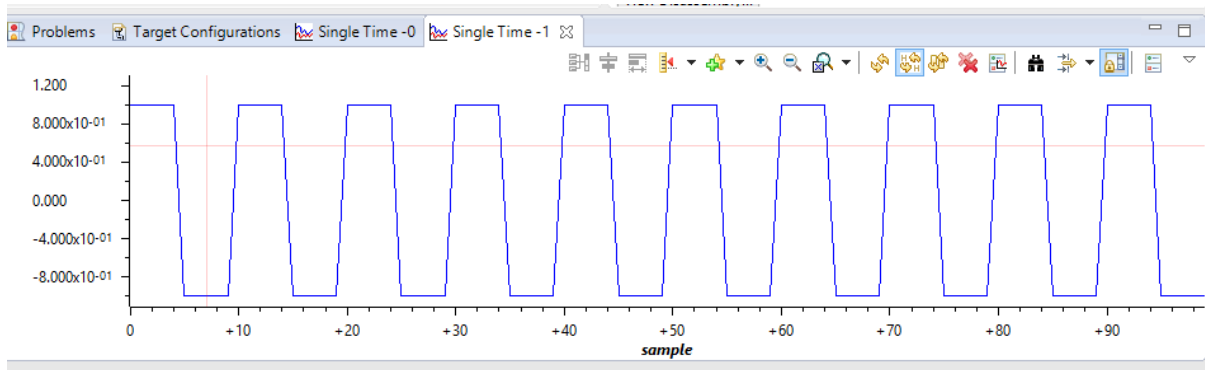 Problems Target Configurations Single Time -0 Single Time -1
1.200
8.000x10-01
4.000x10-01
0.000
-4.000x10-01
-8.000x10-01
0 +10 +20 +30 +40 +50 +60 +70 +80 +90
sample